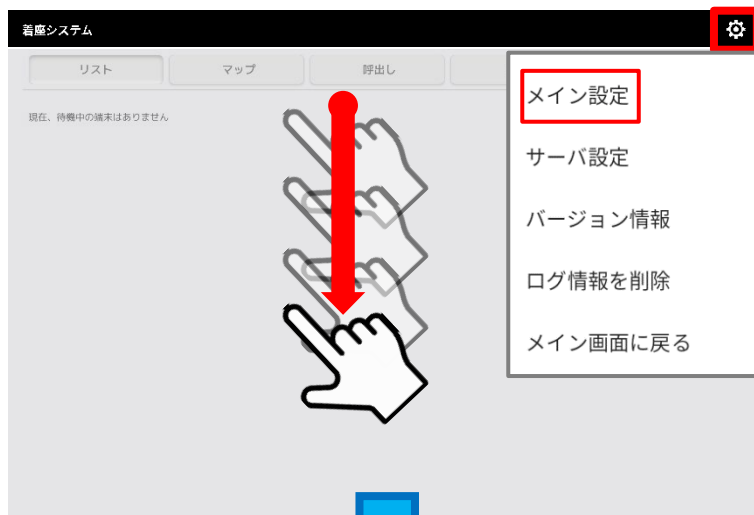 着座システム
リスト
マップ
呼出し
現在、待機中の端末はありません
メイン設定
サーバ設定
バージョン情報
ログ情報を削除
メイン画面に戻る